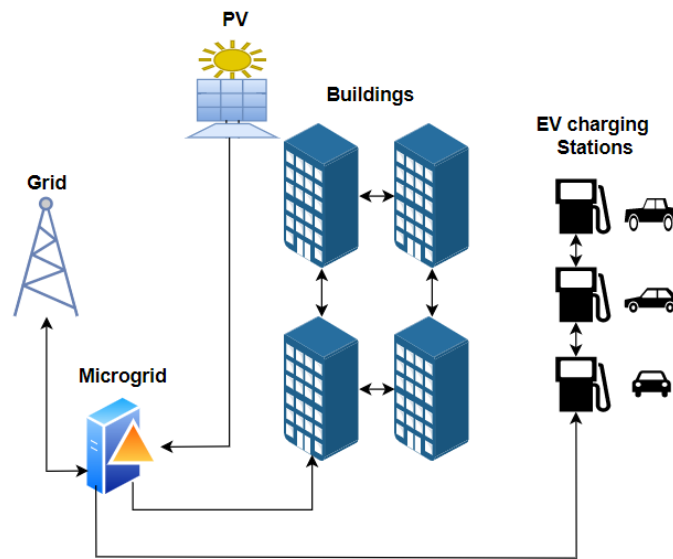 PV
Buildings
EV charging
Stations
Grid
Microgrid